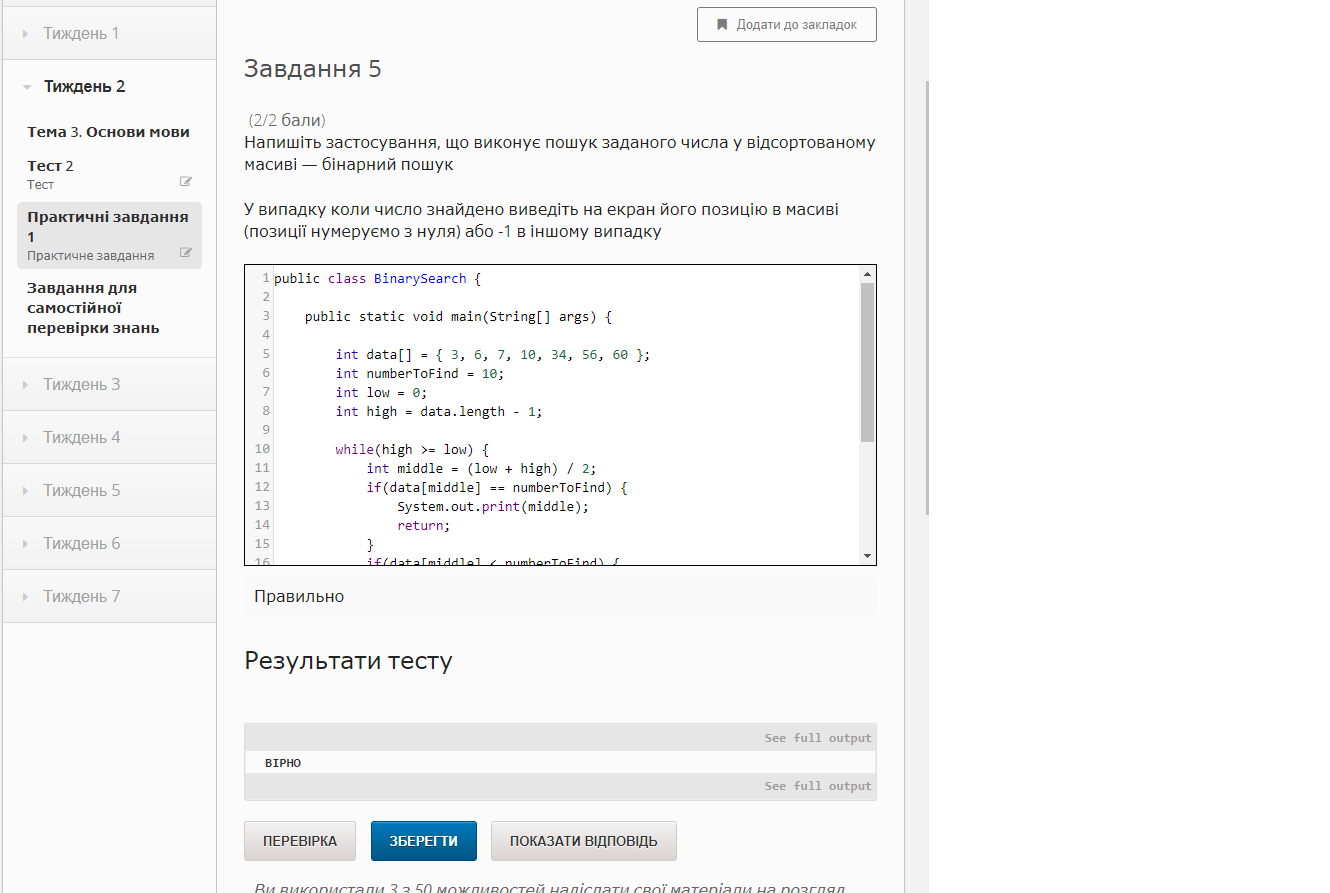 Тиждень 1
Тиждень 2
Тема 3. Основи мови
Тест 2
Тест
Практичні завдання
1
Практичне завдання
Завдання для
самостійної
перевірки знань
Тиждень 3
Тиждень 4
Тиждень 5
Тиждень 6
Тиждень 7
Додати до закладок
Завдання 5
(2/2 бали)
Напишіть застосування, що виконує пошук заданого числа у відсортованому
масиві — бінарний пошук
У випадку коли число знайдено виведіть на екран його позицію в масиві
(позиції нумеруємо з нуля) або -1 в іншому випадку
1 public class BinarySearch {
2
3 public static void main(String[] args) {
4
5 int data[] = { 3, 6, 7, 10, 34, 56, 60 };
6 int numberToFind = 10;
7 int low = 0;
8 int high = data.length - 1;
9
10 while(high >= low) {
11 int middle = (low + high) / 2;
12 if(data[middle] == numberToFind) {
13 System.out.print(middle);
14 return;
15 }
16 if(data[middle] < numberToFind) {
Правильно
Результати тесту
See full output
ВІРНО
See full output
ПЕРЕВІРКА
ЗБЕРЕГТИ
ПОКАЗАТИ ВІДПОВІДЬ
Ви використали 3 з 50 можливостей надіслати свої матеріали на розгляд